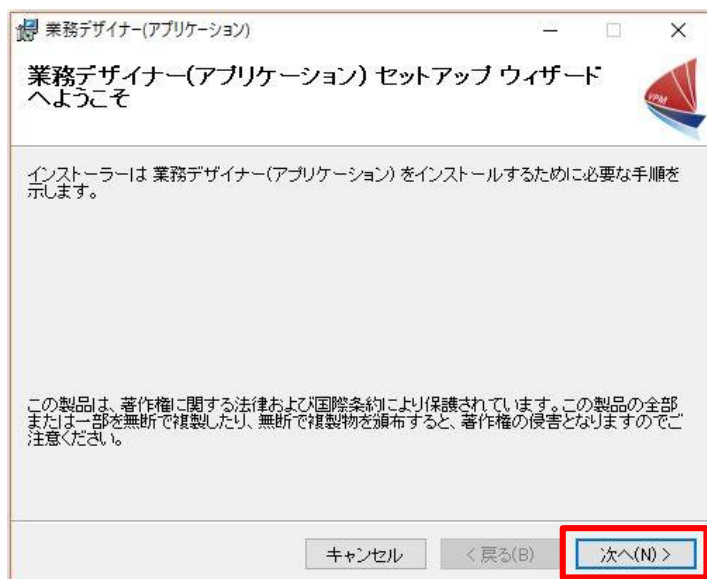 業務デザイナー(アプリケーション)
業務デザイナー(アプリケーション) セットアップ ウィザード
へようこそ
VPM
インストーラーは 業務デザイナー(アプリケーション) をインストールするために必要な手順を
示します。
この製品は、著作権に関する法律および国際条約により保護されています。この製品の全部
または一部を無断で複製したり、無断で複製物を頒布すると、著作権の侵害となりますのでご
注意ください。
キャンセル
< 戻る(B)
次へ(N) >